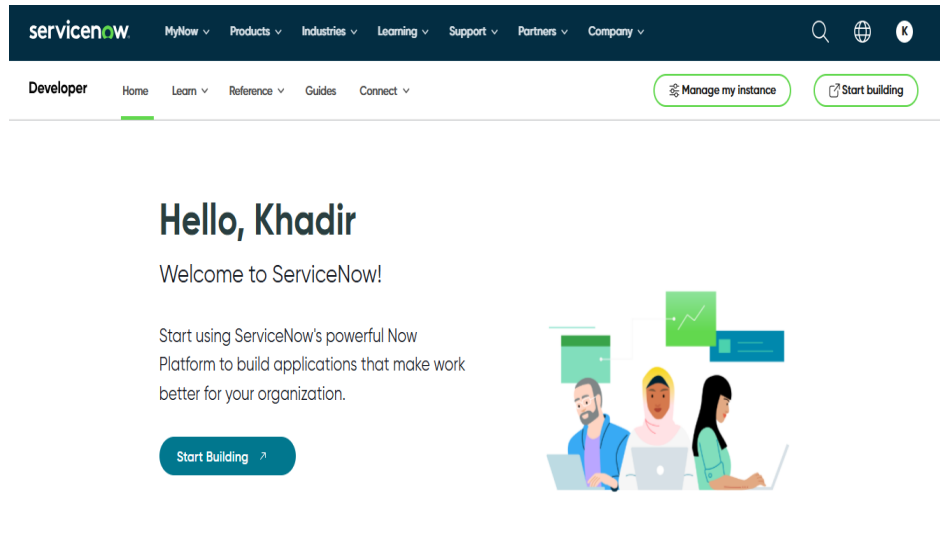 servicenow. MyNow Products Industries Learning Support Partners Company K
Developer Home Learn Reference Guides Connect Manage my instance Start building
Hello, Khadir
Welcome to ServiceNow!
Start using ServiceNow's powerful Now
Platform to build applications that make work
better for your organization.
Start Building